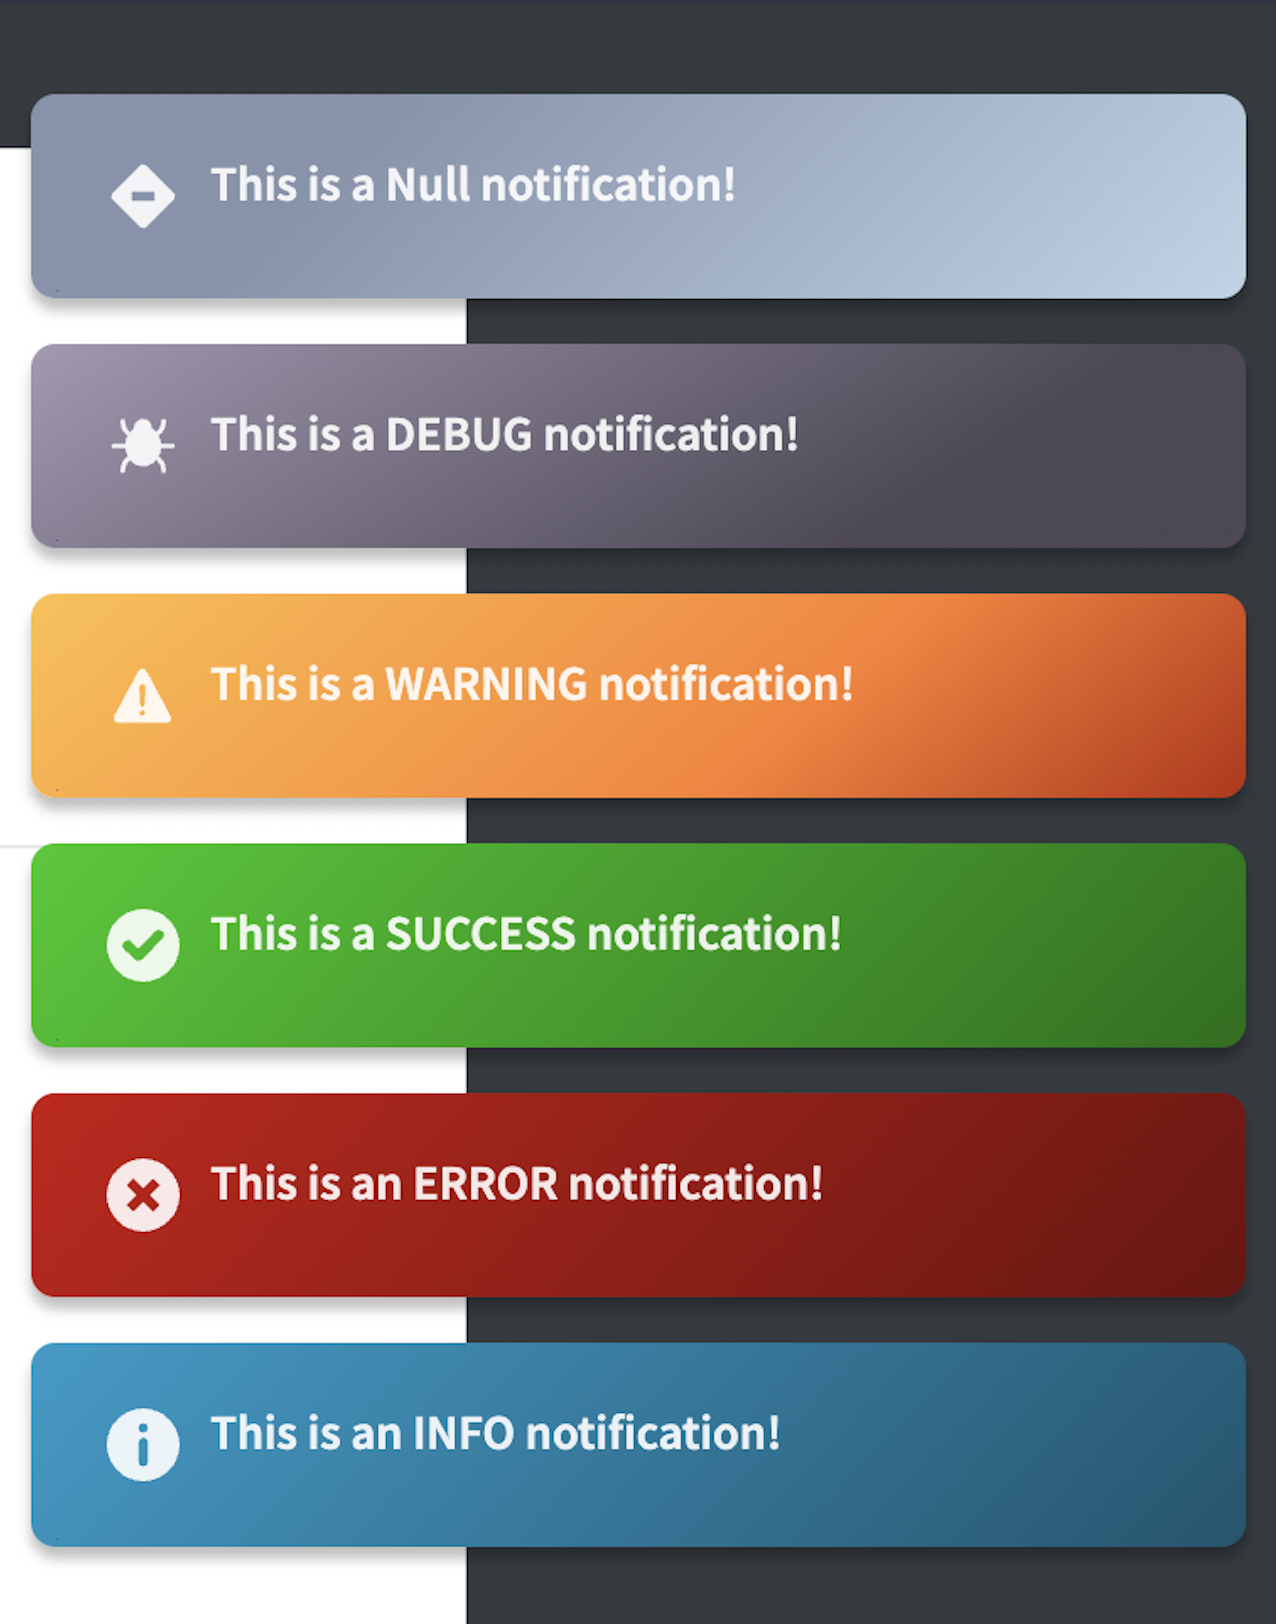 This is a Null notification!
This is a DEBUG notification!
This is a WARNING notification!
This is a SUCCESS notification!
This is an ERROR notification!
This is an INFO notification!